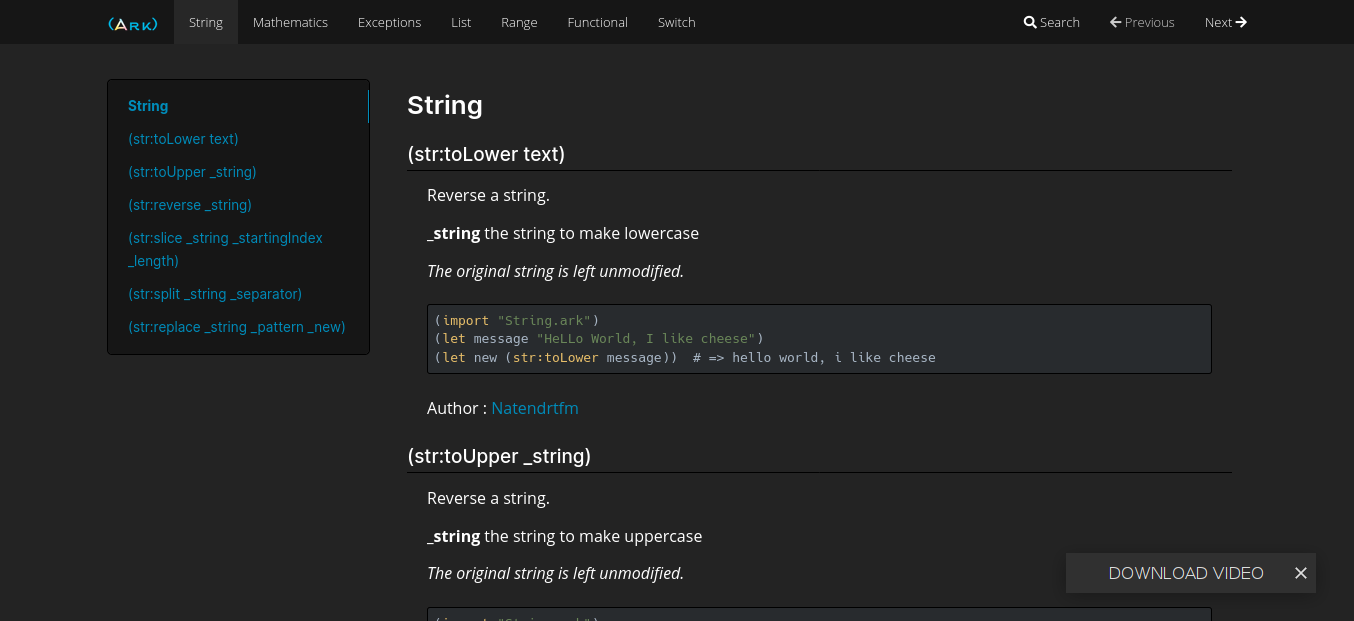 (ARK) String Mathematics Exceptions List Range Functional Switch Search Previous Next
String
(str:toLower text)
(str:toUpper _string)
(str:reverse _string)
(str:slice _string _startingIndex
_length)
(str:split _string _separator)
(str:replace _string _pattern _new)
String
(str:toLower text)
Reverse a string.
_string the string to make lowercase
The original string is left unmodified.
(import "String.ark")
(let message "HeLLo World, I like cheese")
(let new (str:toLower message))  # => hello world, i like cheese
Author : Natendrtfm
(str:toUpper _string)
Reverse a string.
_string the string to make uppercase
The original string is left unmodified.
DOWNLOAD VIDEO